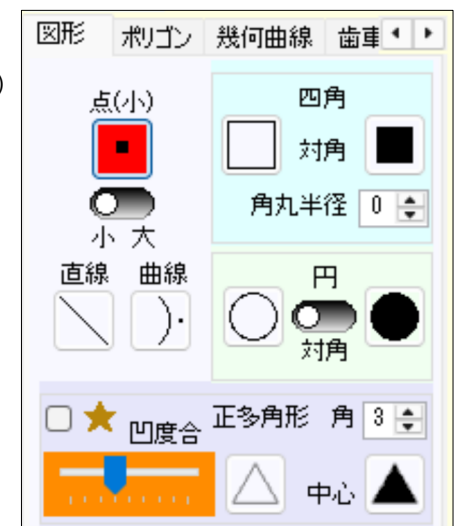 図形 ポリゴン 幾何曲線 歯車
)
点(小)
小 大
直線 曲線
四角
対角
角丸半径 0
円
対角
凹度合 正多角形 角 3
中心